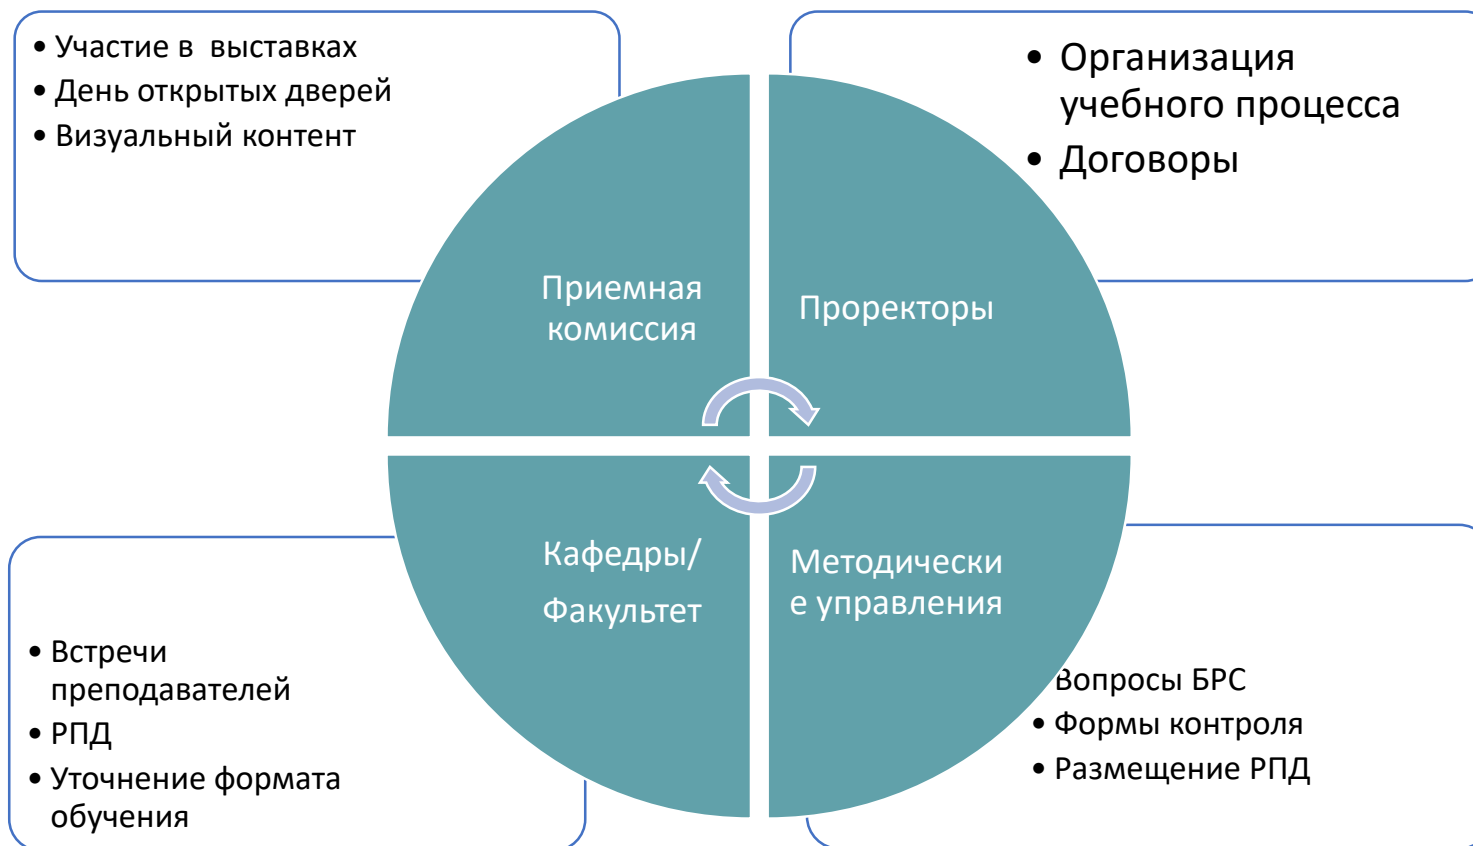 • Участие в выставках
• День открытых дверей
• Визуальный контент
• Организация
учебного процесса
• Договоры
Приемная
комиссия
Проректоры
Кафедры/
Факультет
Методически
е управления
• Встречи
преподавателей
• РПД
• Уточнение формата
обучения
Вопросы БРС
• Формы контроля
• Размещение РПД